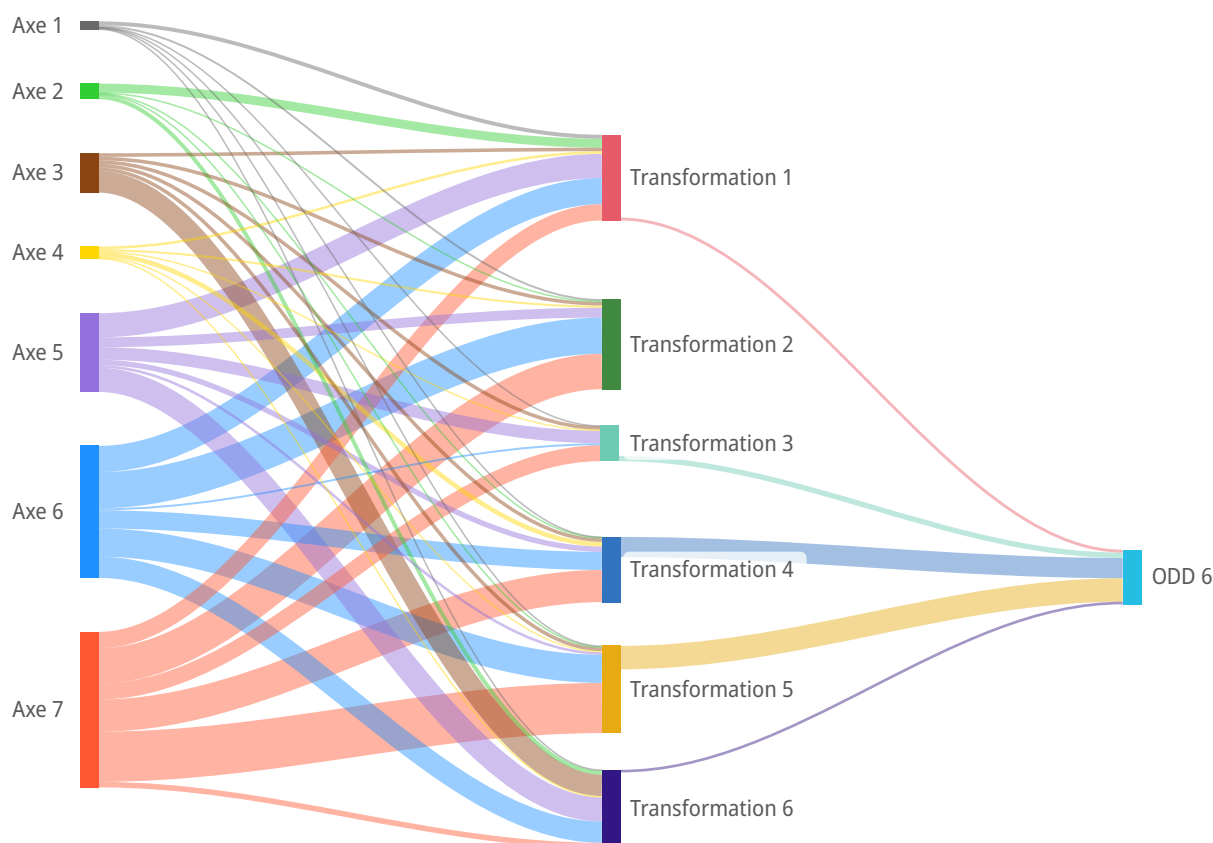 Axe 1
Axe 2
Axe 3
Axe 4
Axe 5
Axe 6
Axe 7
Transformation 1
Transformation 2
Transformation 3
Transformation 4
Transformation 5
Transformation 6
ODD 6